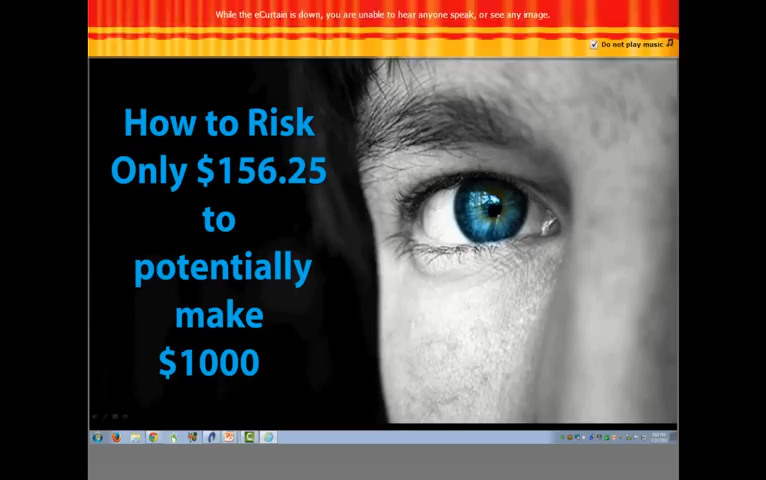 While the eCurtain is down, you are unable to hear anyone speak, or see any image.
Do not play music
How to Risk
Only $156.25
to
potentially
make
$1000